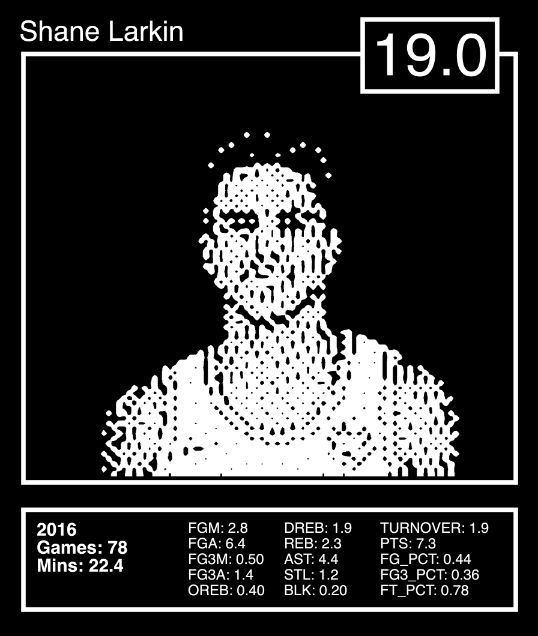 Shane Larkin
19.0
2016
Games: 78
Mins: 22.4
FGM: 2.8
FGA: 6.4
FG3M: 0.50
FG3A: 1.4
OREB: 0.40
DREB: 1.9
REB: 2.3
AST: 4.4
STL: 1.2
BLK: 0.20
TURNOVER: 1.9
PTS: 7.3
FG_PCT: 0.44
FG3_PCT: 0.36
FT_PCT: 0.78